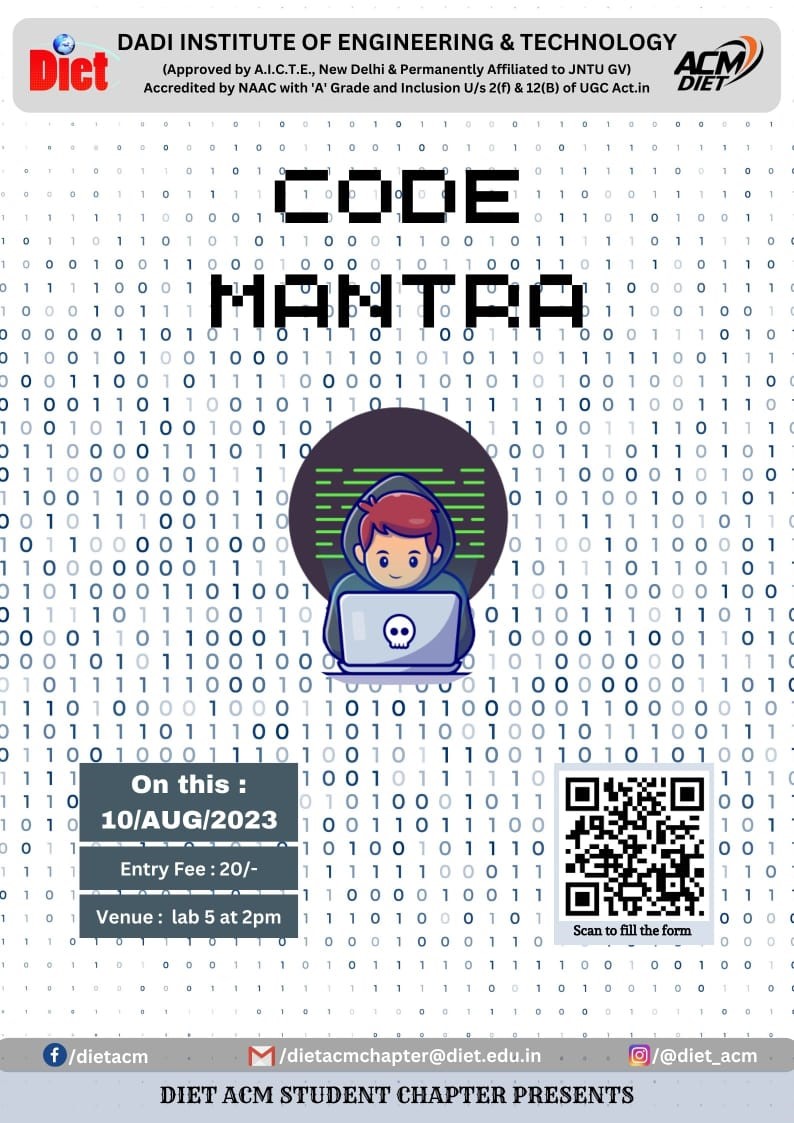 Diet
DADI INSTITUTE OF ENGINEERING & TECHNOLOGY
(Approved by A.I.C.T.E., New Delhi & Permanently Affiliated to JNTU GV)
Accredited by NAAC with 'A' Grade and Inclusion U/s 2(f) & 12(B) of UGC Act.in
ACM
DIET
CODE
MANTRA
On this :
10/AUG/2023
Entry Fee : 20/-
Venue : lab 5 at 2pm
Scan to fill the form
/dietacm
/dietacmchapter@diet.edu.in
/@diet_acm
DIET ACM STUDENT CHAPTER PRESENTS